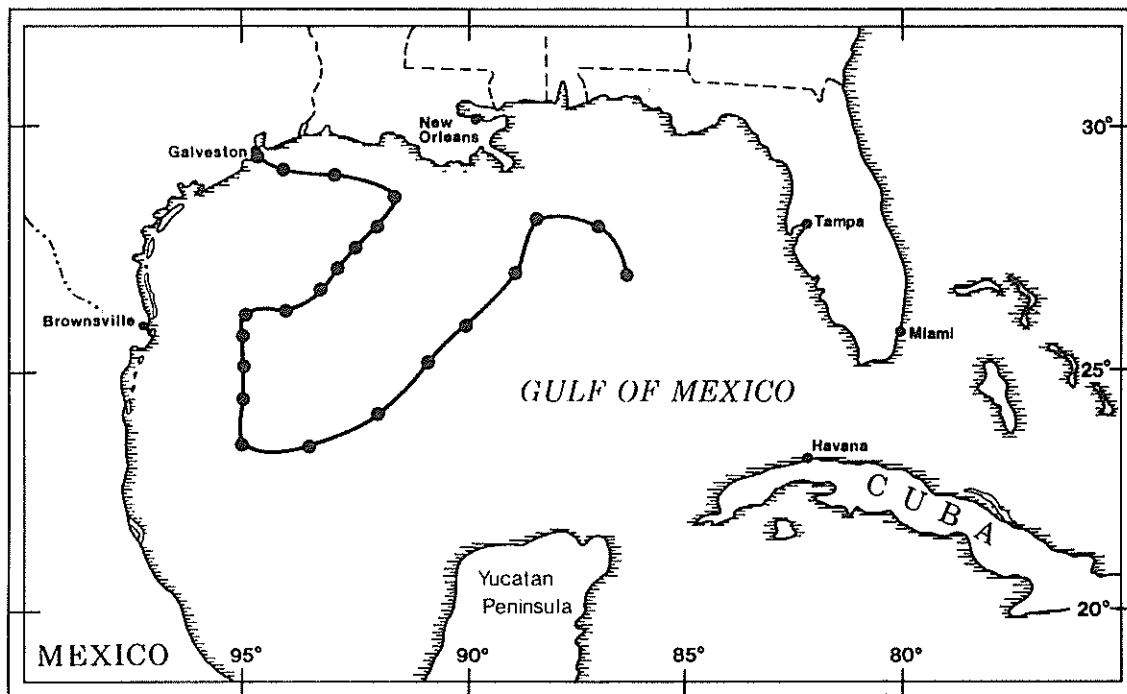 New
Orleans
30°
Galveston
Tampa
Brownsville
Miami
25°
GULF OF MEXICO
Havana
CUBA
Yucatan
Peninsula
20°
MEXICO
95°
90°
85°
80°